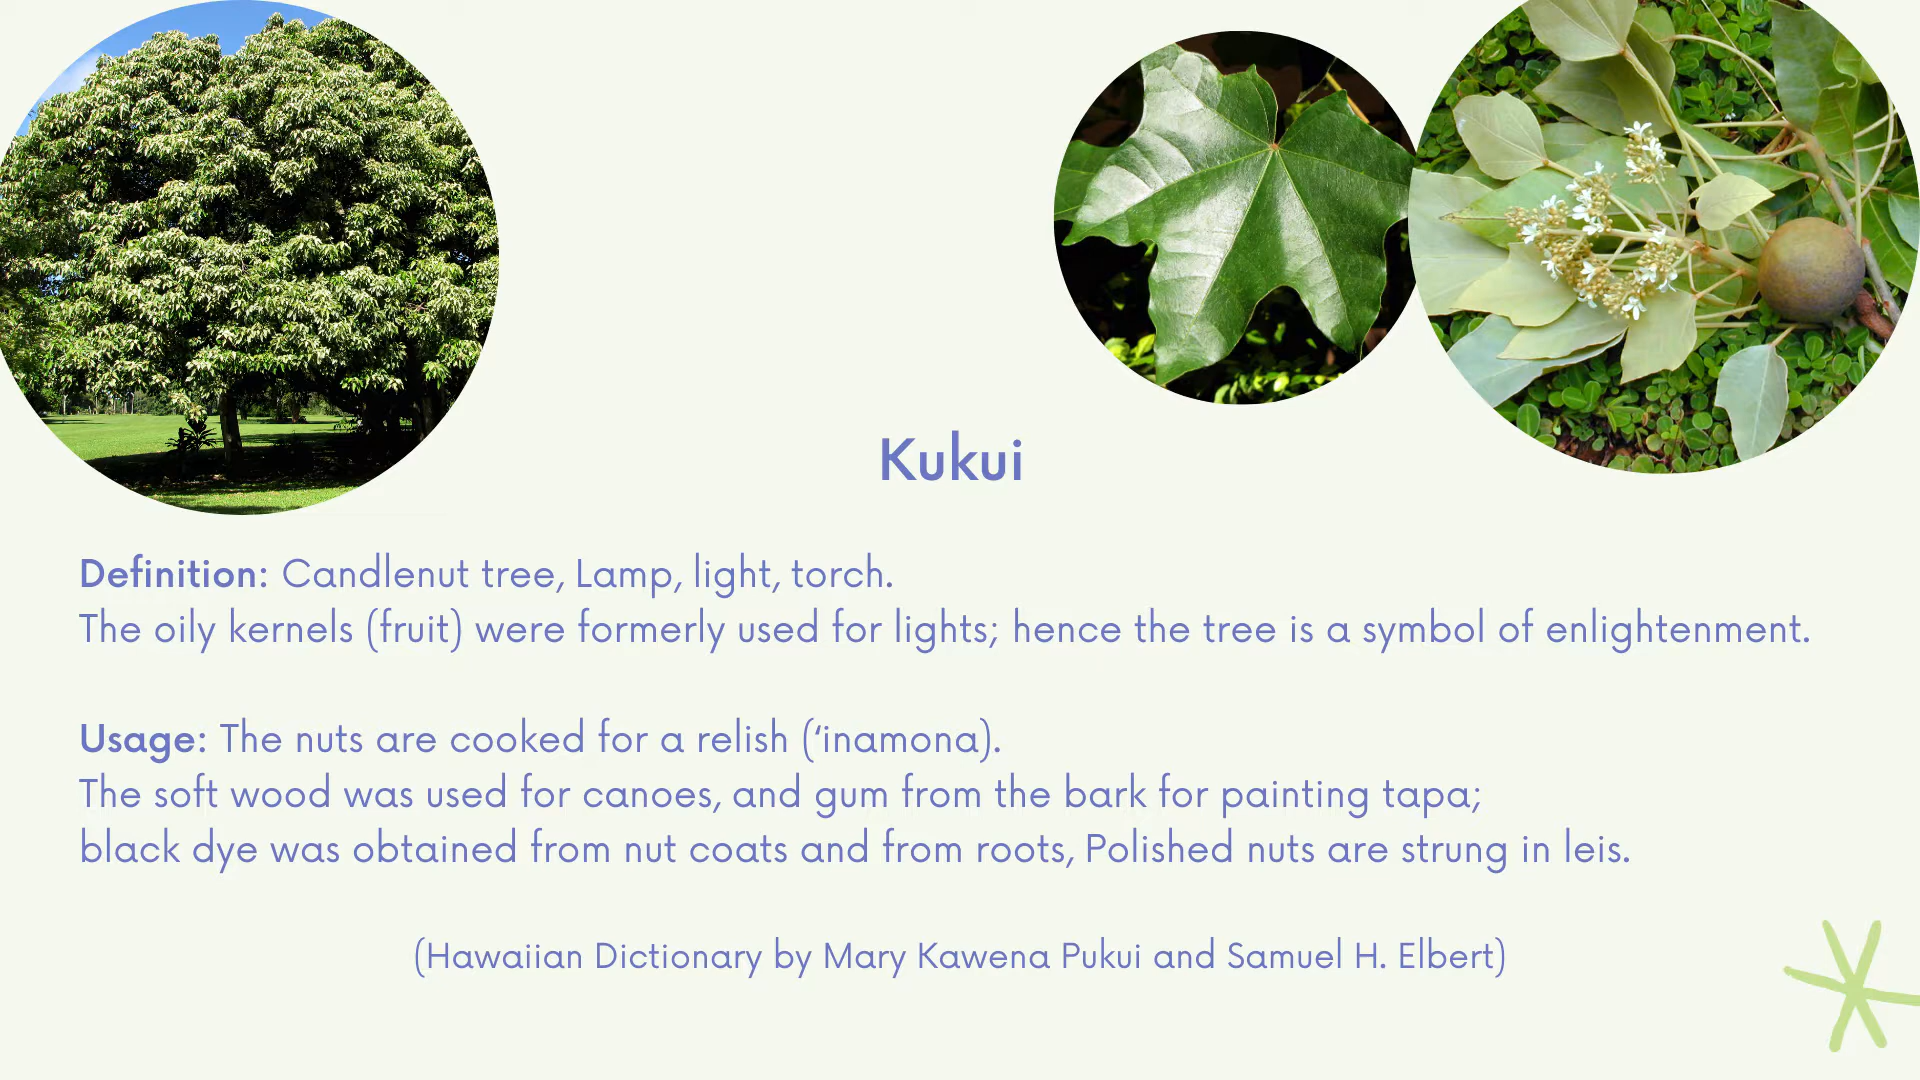 Kukui
Definition: Candlenut tree, Lamp, light, torch.
The oily kernels (fruit) were formerly used for lights; hence the tree is a symbol of enlightenment.
Usage: The nuts are cooked for a relish (‘inamona).
The soft wood was used for canoes, and gum from the bark for painting tapa;
black dye was obtained from nut coats and from roots, Polished nuts are strung in leis.
(Hawaiian Dictionary by Mary Kawena Pukui and Samuel H. Elbert)